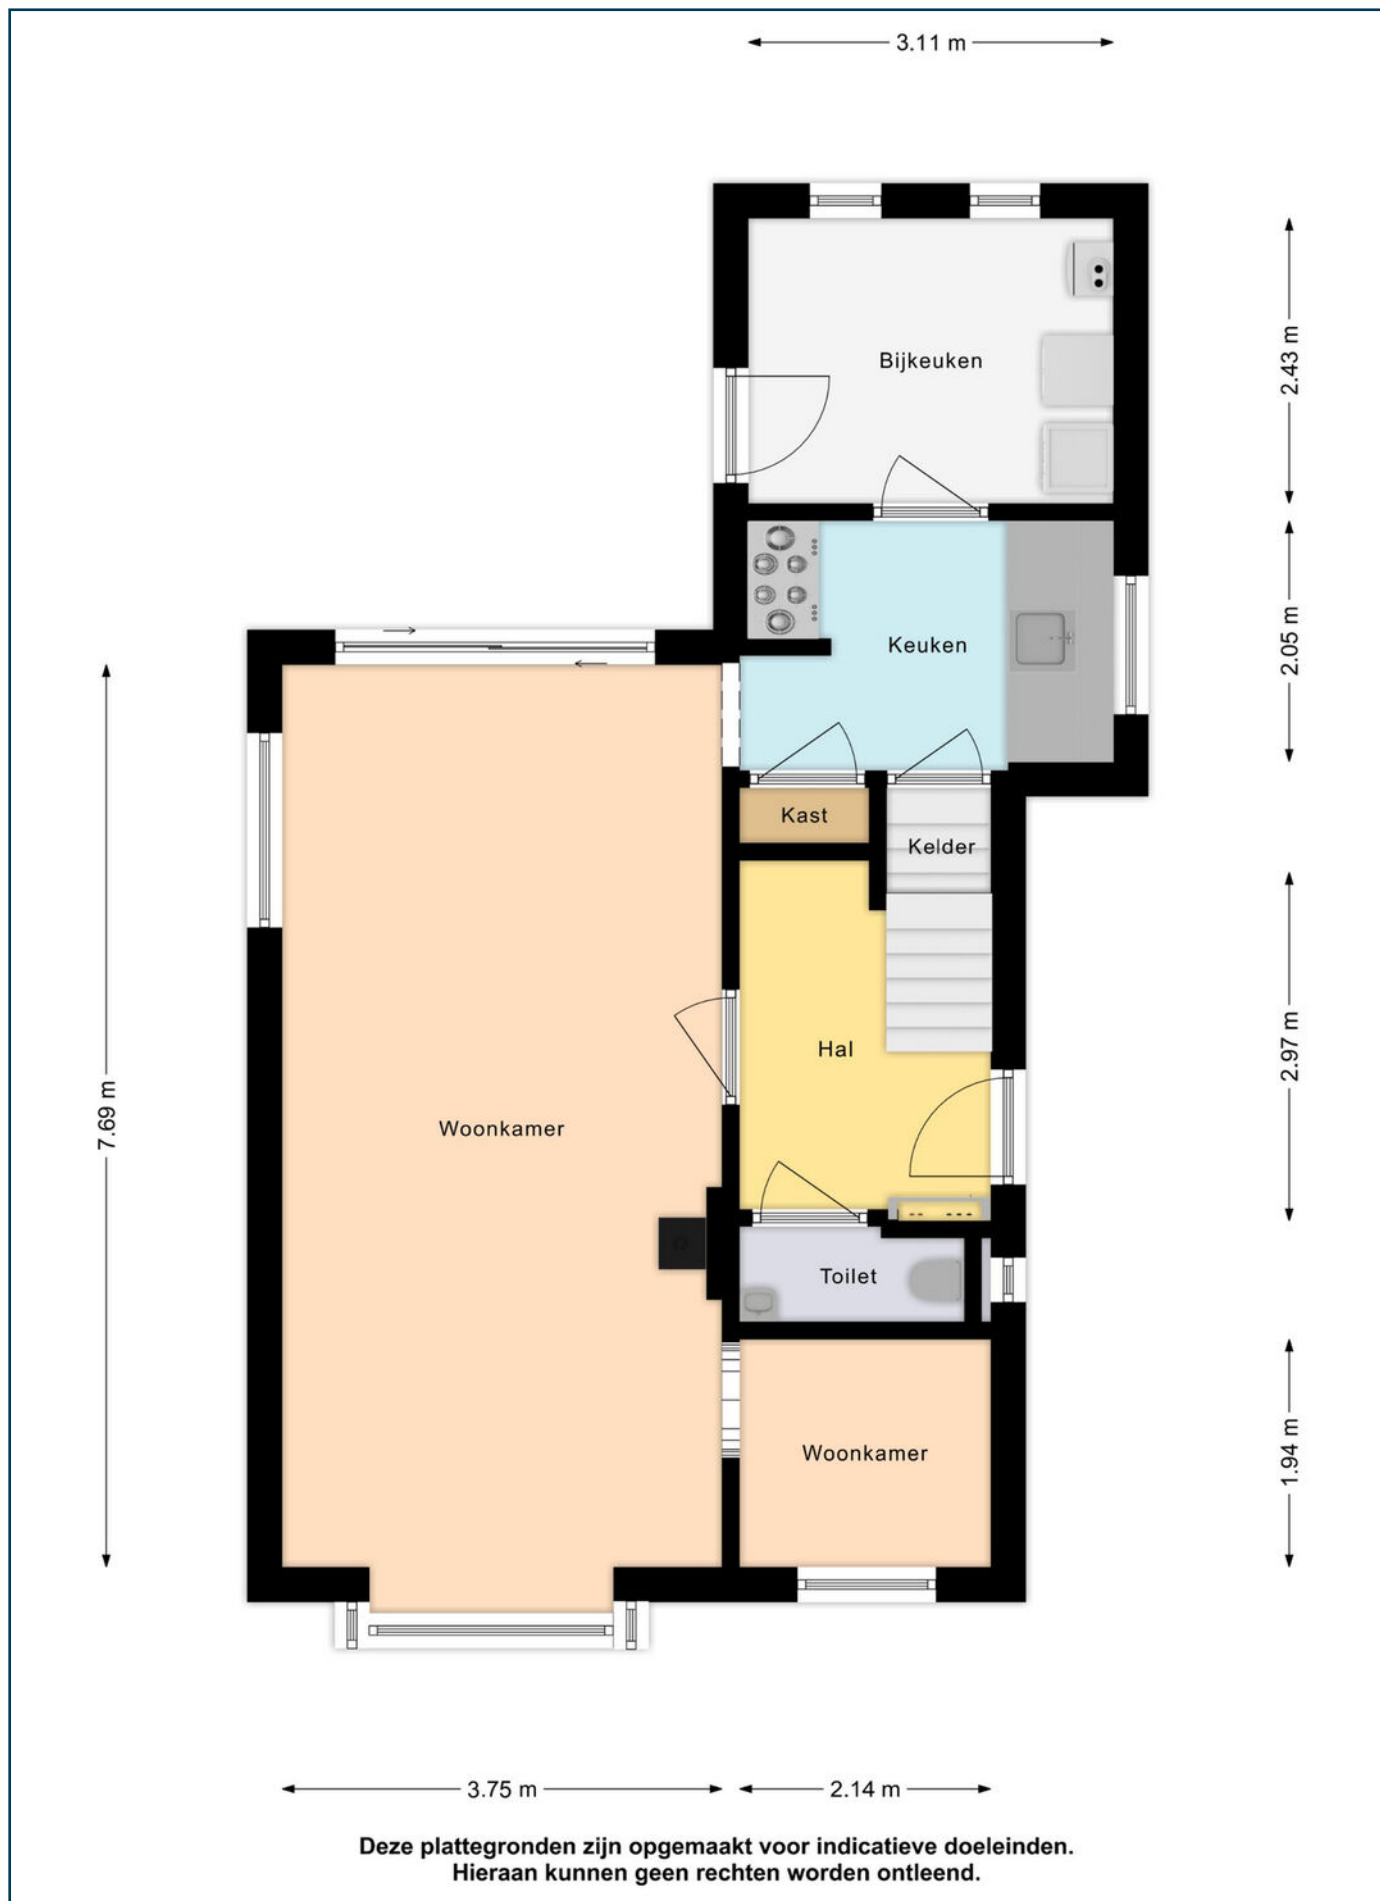 3.11 m
2.43 m
Bijkeuken
2.05 m
Keuken
Kast
Kelder
2.97 m
Hal
7.69 m
Woonkamer
Toilet
1.94 m
Woonkamer
3.75 m
2.14 m
Deze plattegronden zijn opgemaakt voor indicatieve doeleinden.
Hieraan kunnen geen rechten worden ontleend.